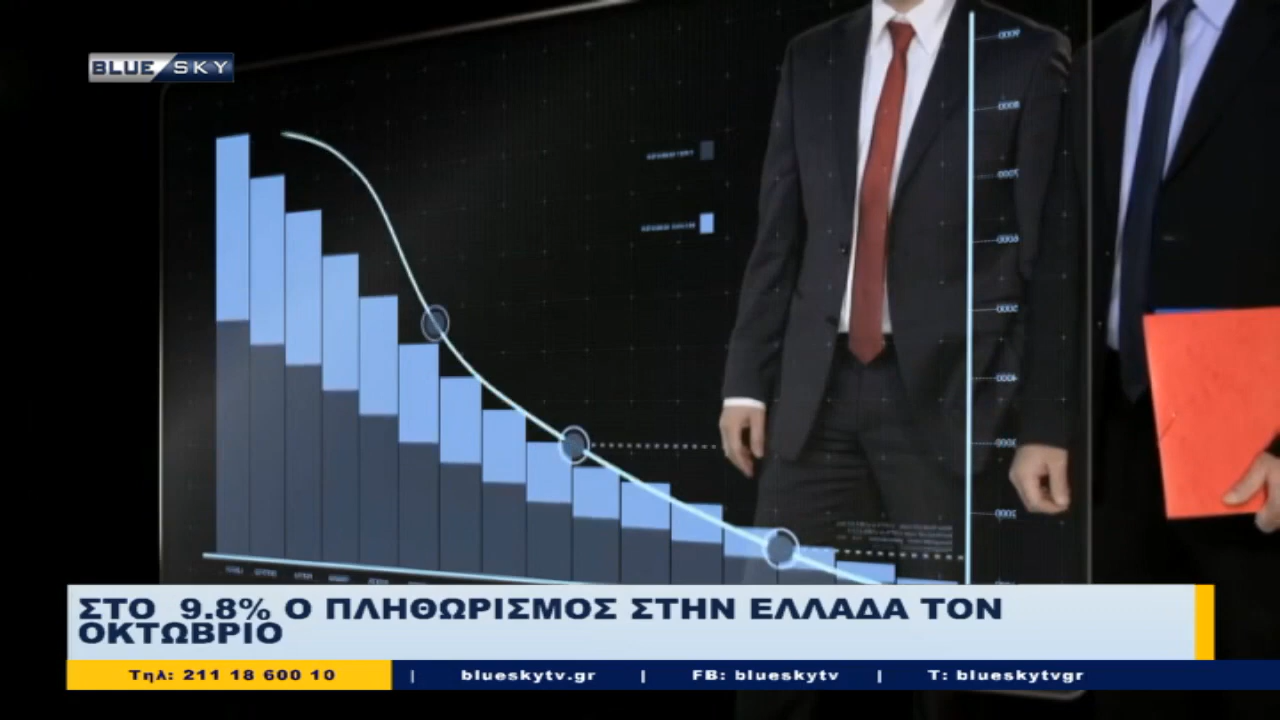 BLUE SKY
ΣΤΟ 9.8% Ο ΠΛΗΘΩΡΙΣΜΟΣ ΣΤΗΝ ΕΛΛΑΔΑ ΤΟΝ
ΟΚΤΩΒΡΙΟ
Τηλ: 211 18 600 10 | blueskytv.gr | FB: blueskytv | T: blueskytvgr